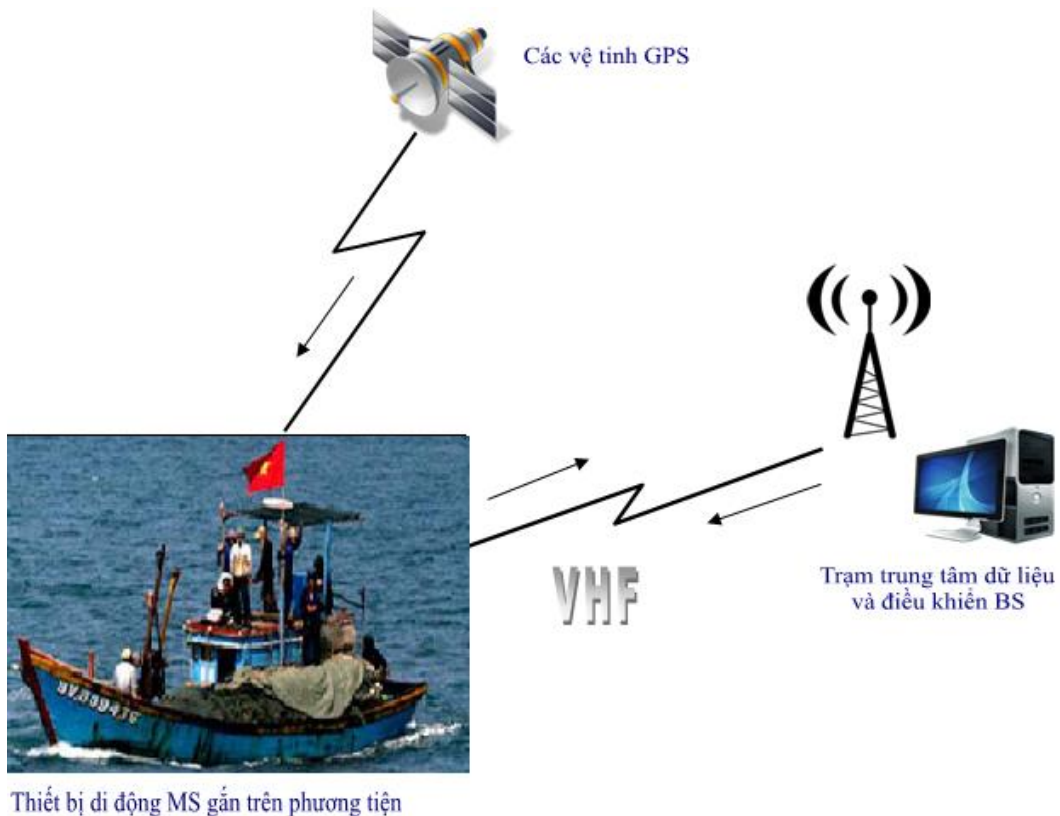 Các vệ tinh GPS
VHF
Trạm trung tâm dữ liệu
và điều khiển BS
Thiết bị di động MS gắn trên phương tiện